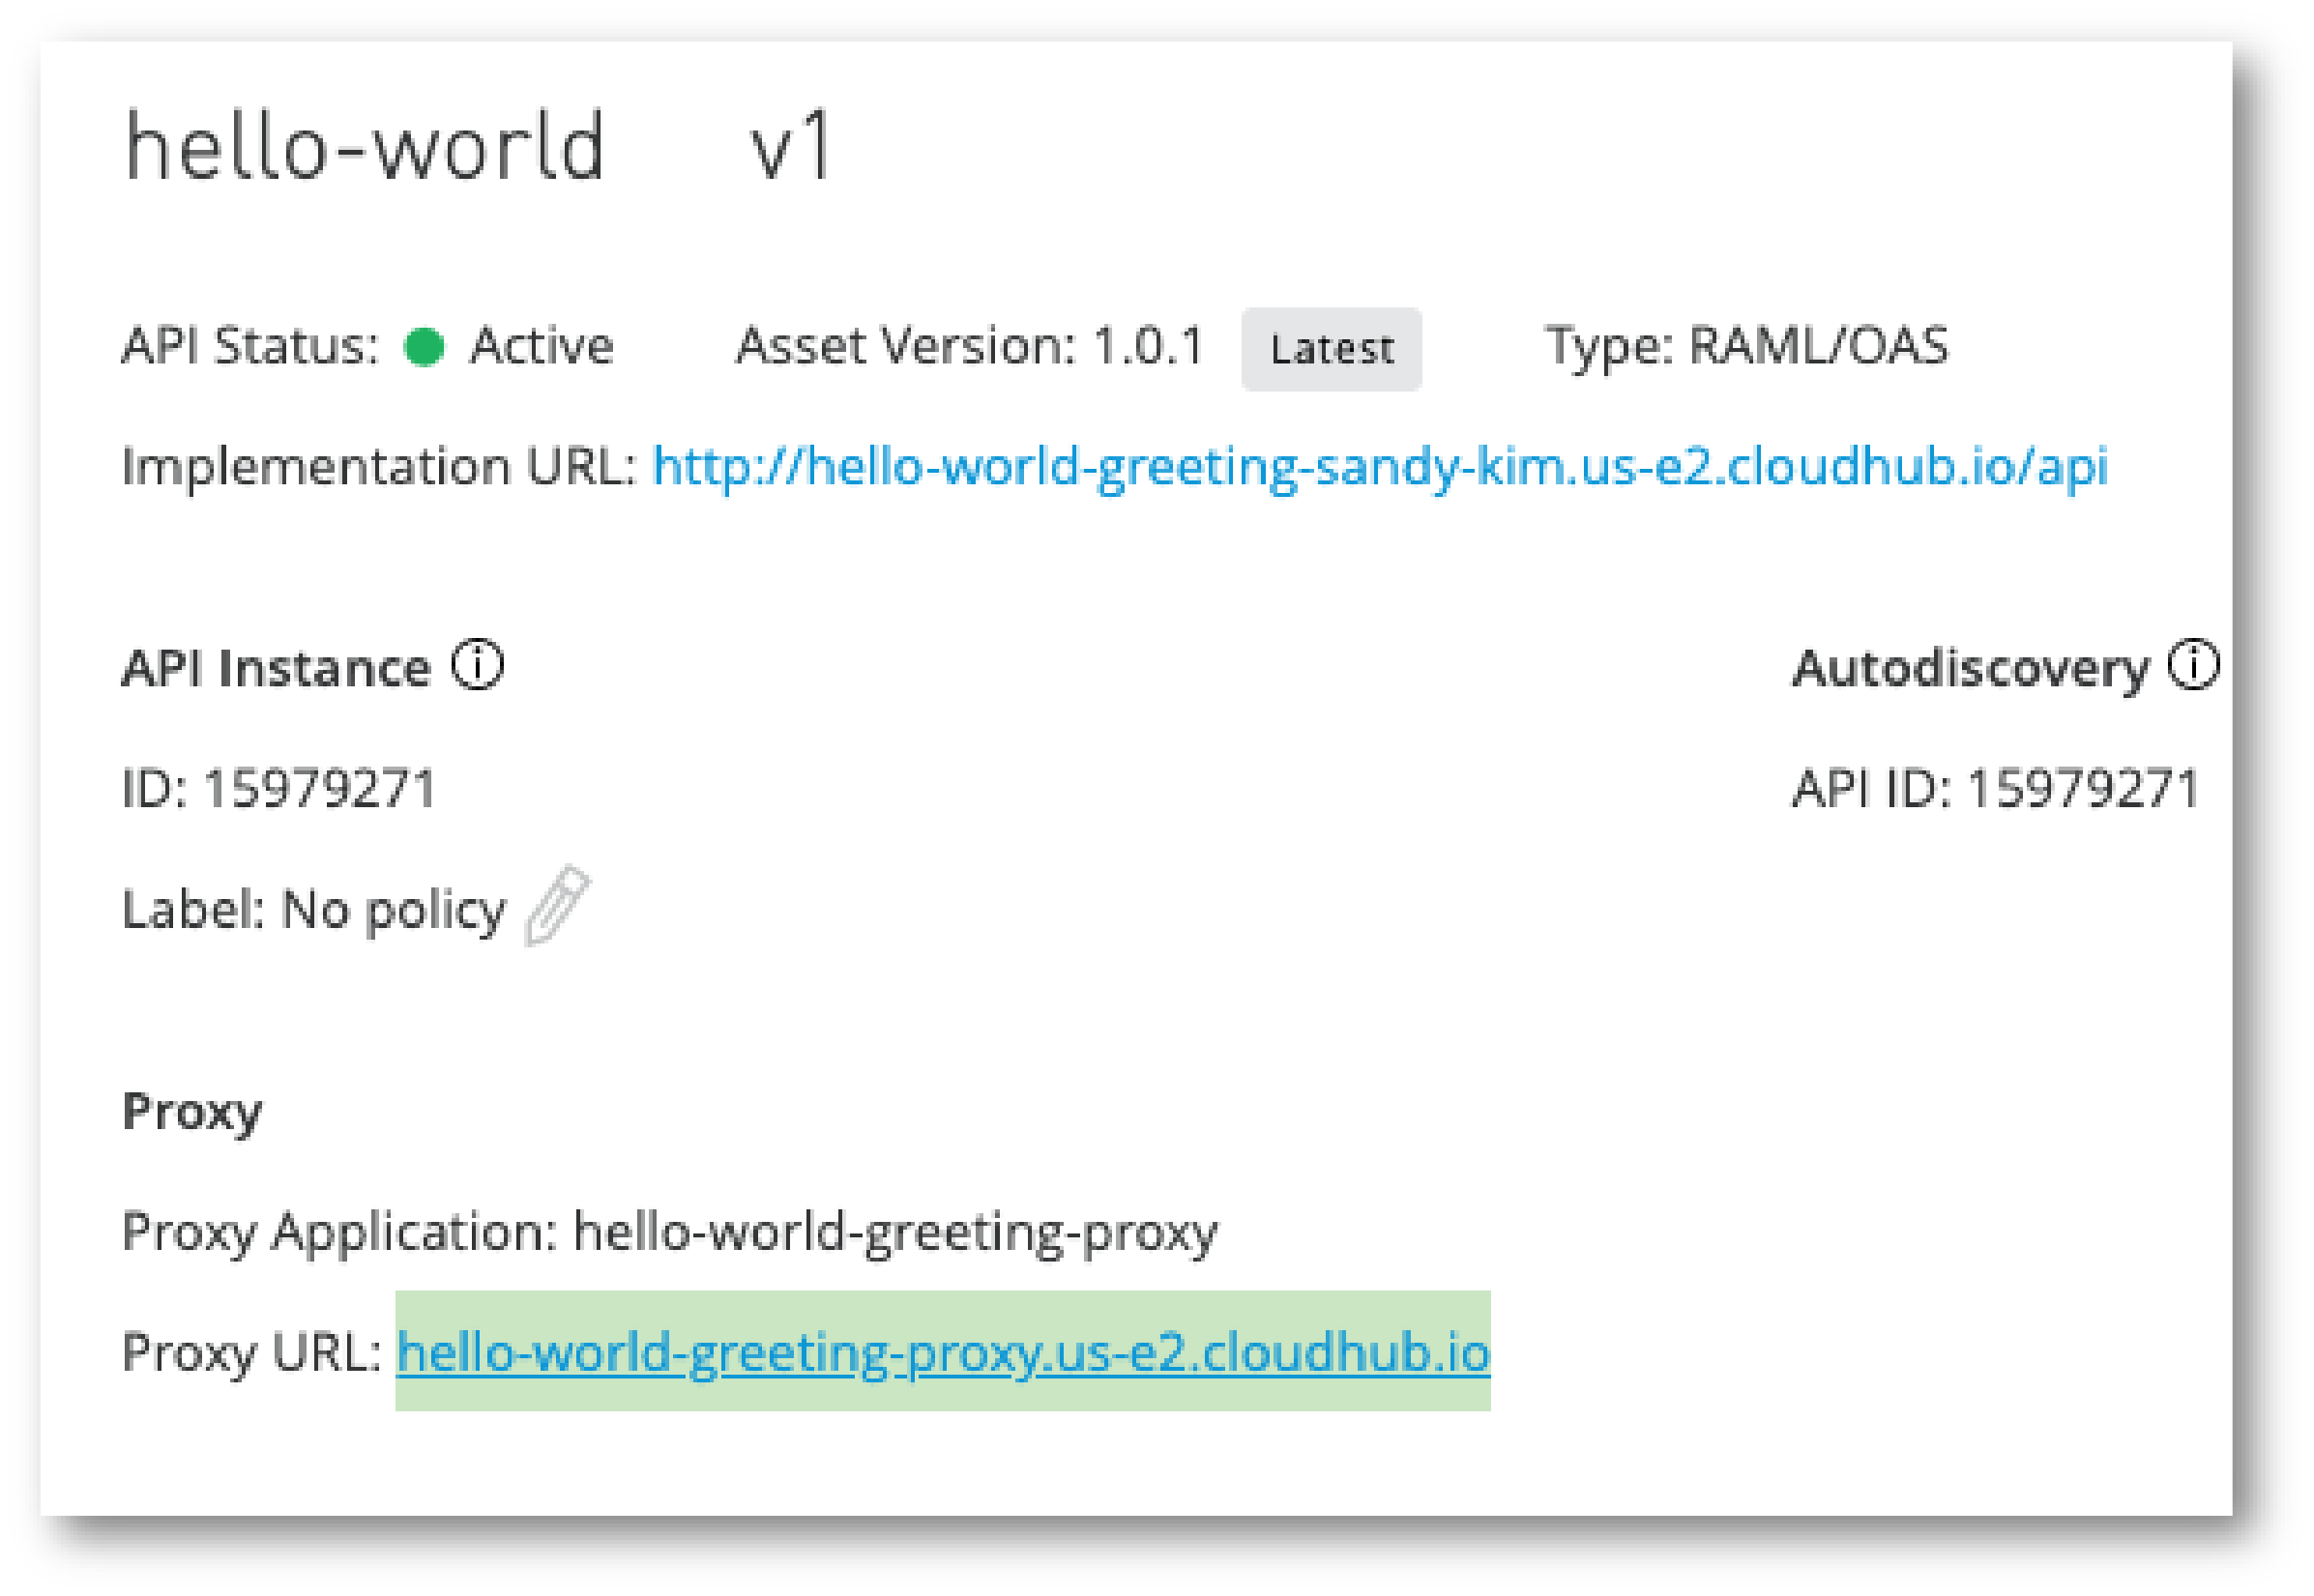 hello-world v1
API Status: Active Asset Version: 1.0.1 Latest Type: RAML/OAS
Implementation URL: http://hello-world-greeting-sandy-kim.us-e2.cloudhub.io/api
API Instance Autodiscovery
ID: 15979271 API ID: 15979271
Label: No policy
Proxy
Proxy Application: hello-world-greeting-proxy
Proxy URL: hello-world-greeting-proxy.us-e2.cloudhub.io